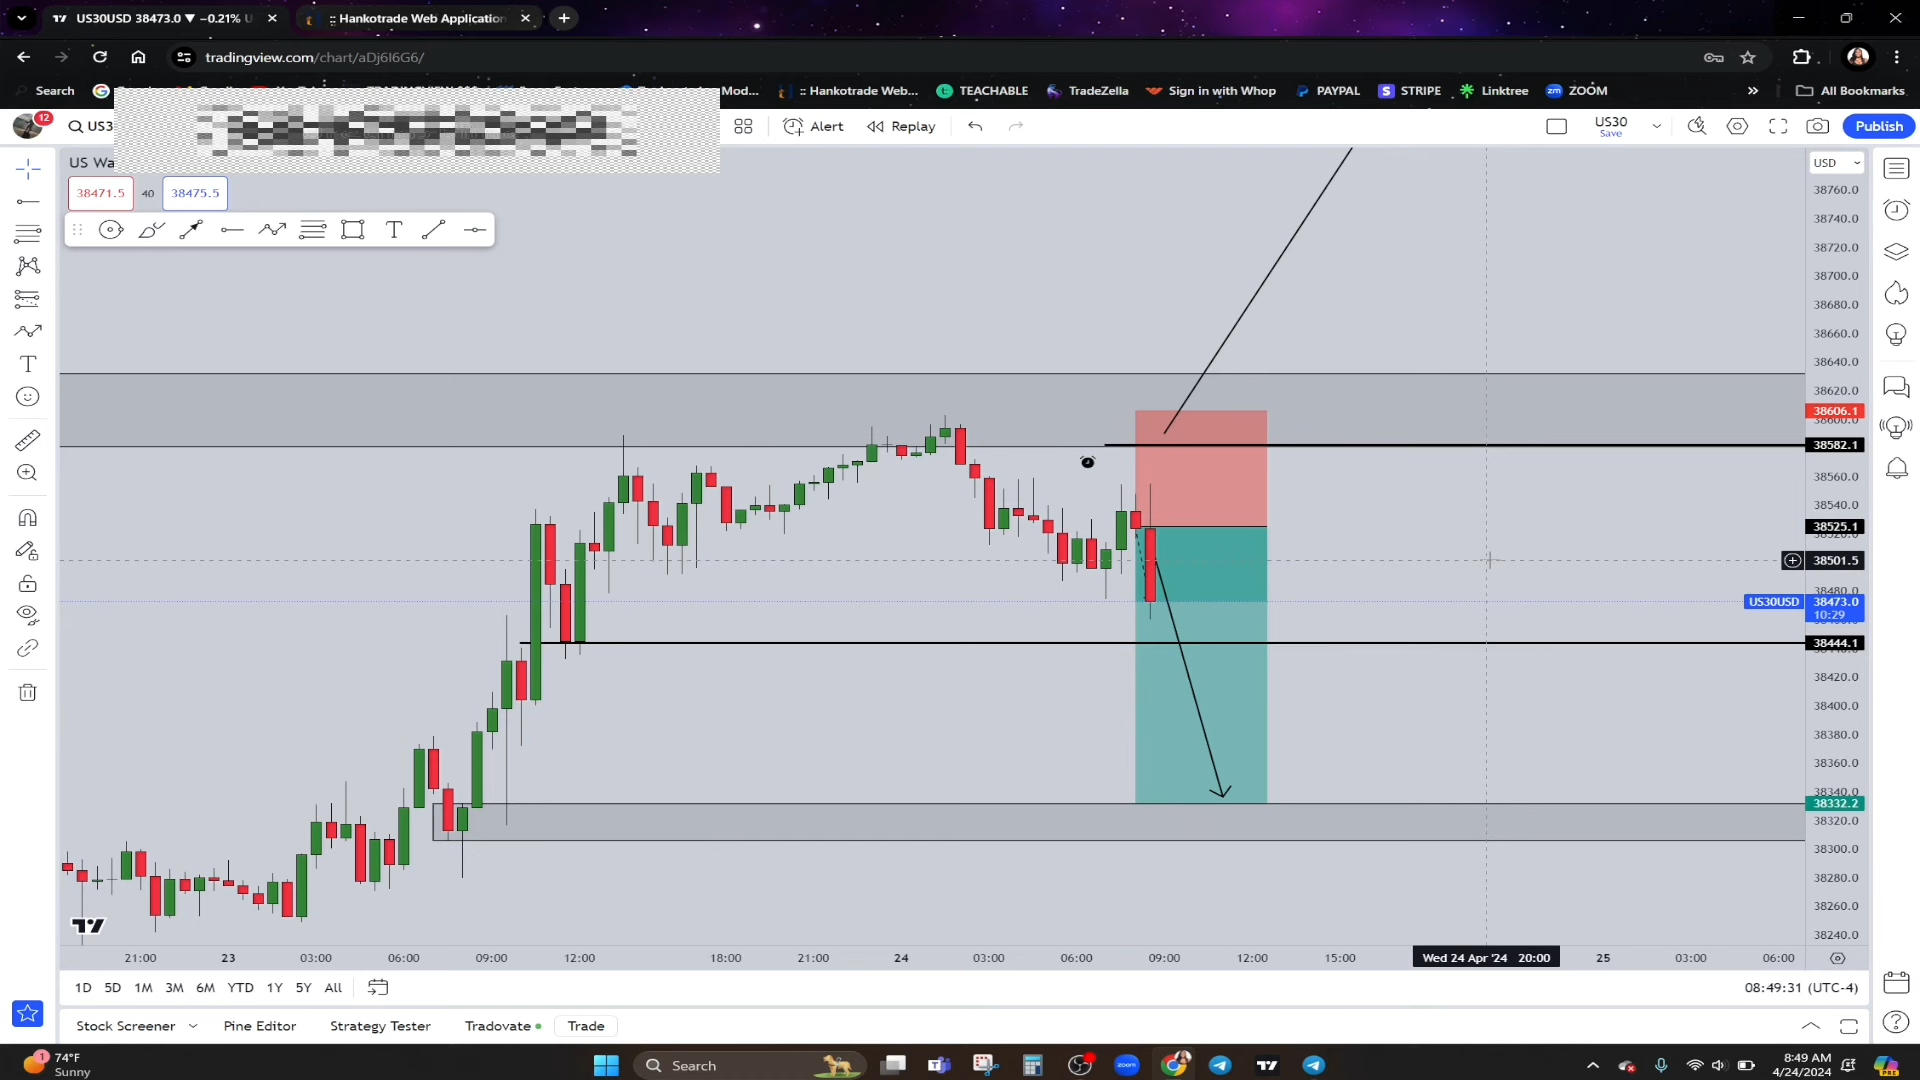 US30USD 38473.0 ▼ −0.21% U
:: Hankotrade Web Application
tradingview.com/chart/aDj6I6G6/
Search
:: Hankotrade Web...
TEACHABLE
TradeZella
Sign in with Whop
PAYPAL
STRIPE
Linktree
ZOOM
All Bookmarks
12
US3
Alert
Replay
US30
Save
Publish
US Wa
38471.5
40
38475.5
USD
38760.0
38740.0
38720.0
38700.0
38680.0
38660.0
38640.0
38620.0
38606.1
38600.0
38582.1
38560.0
38540.0
38525.1
38520.0
38501.5
38480.0
US30USD
38473.0
10:29
38444.1
38420.0
38400.0
38380.0
38360.0
38340.0
38332.2
38320.0
38300.0
38280.0
38260.0
38240.0
21:00
23
03:00
06:00
09:00
12:00
18:00
21:00
24
03:00
06:00
09:00
12:00
15:00
Wed 24 Apr '24 20:00
25
03:00
06:00
1D 5D 1M 3M 6M YTD 1Y 5Y All
08:49:31 (UTC-4)
Stock Screener
Pine Editor
Strategy Tester
Tradovate
Trade
1
74°F
Sunny
Search
zoom
8:49 AM
4/24/2024
PRE